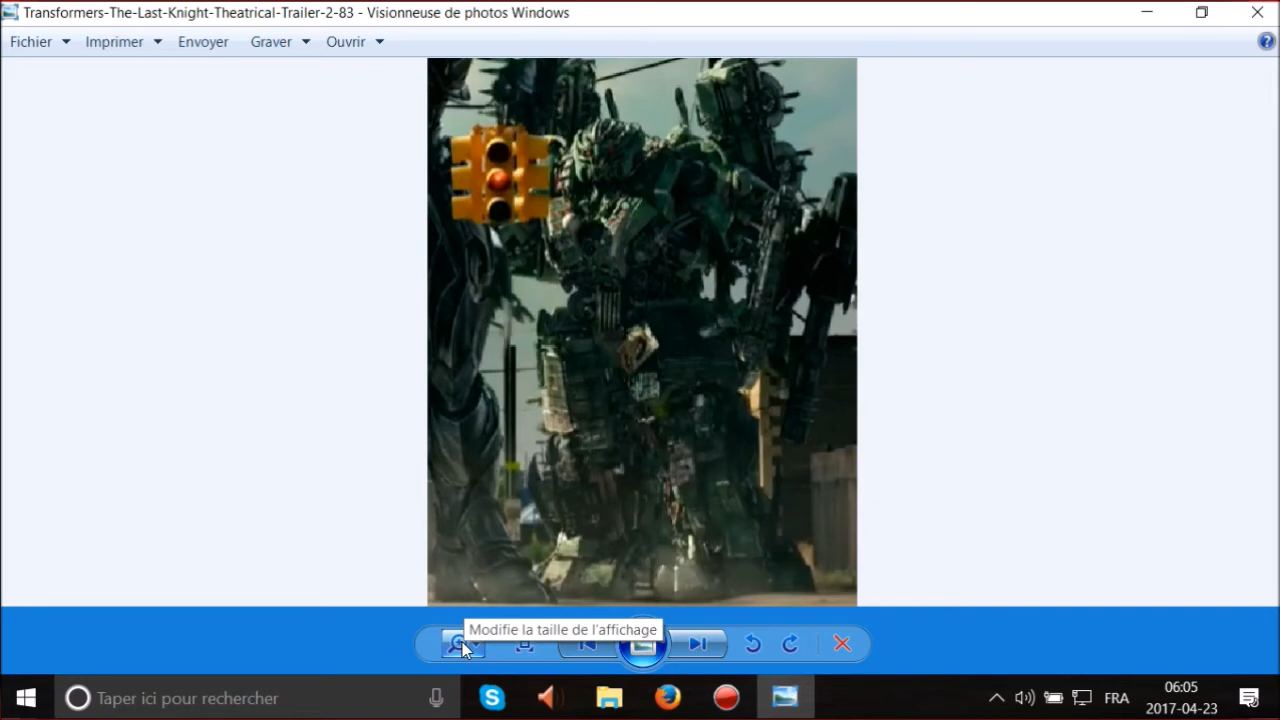 Transformers-The-Last-Knight-Theatrical-Trailer-2-83 - Visionneuse de photos Windows
Fichier Imprimer Envoyer Graver Ouvrir
Modifie la taille de l'affichage
Taper ici pour rechercher
FRA
06:05
2017-04-23